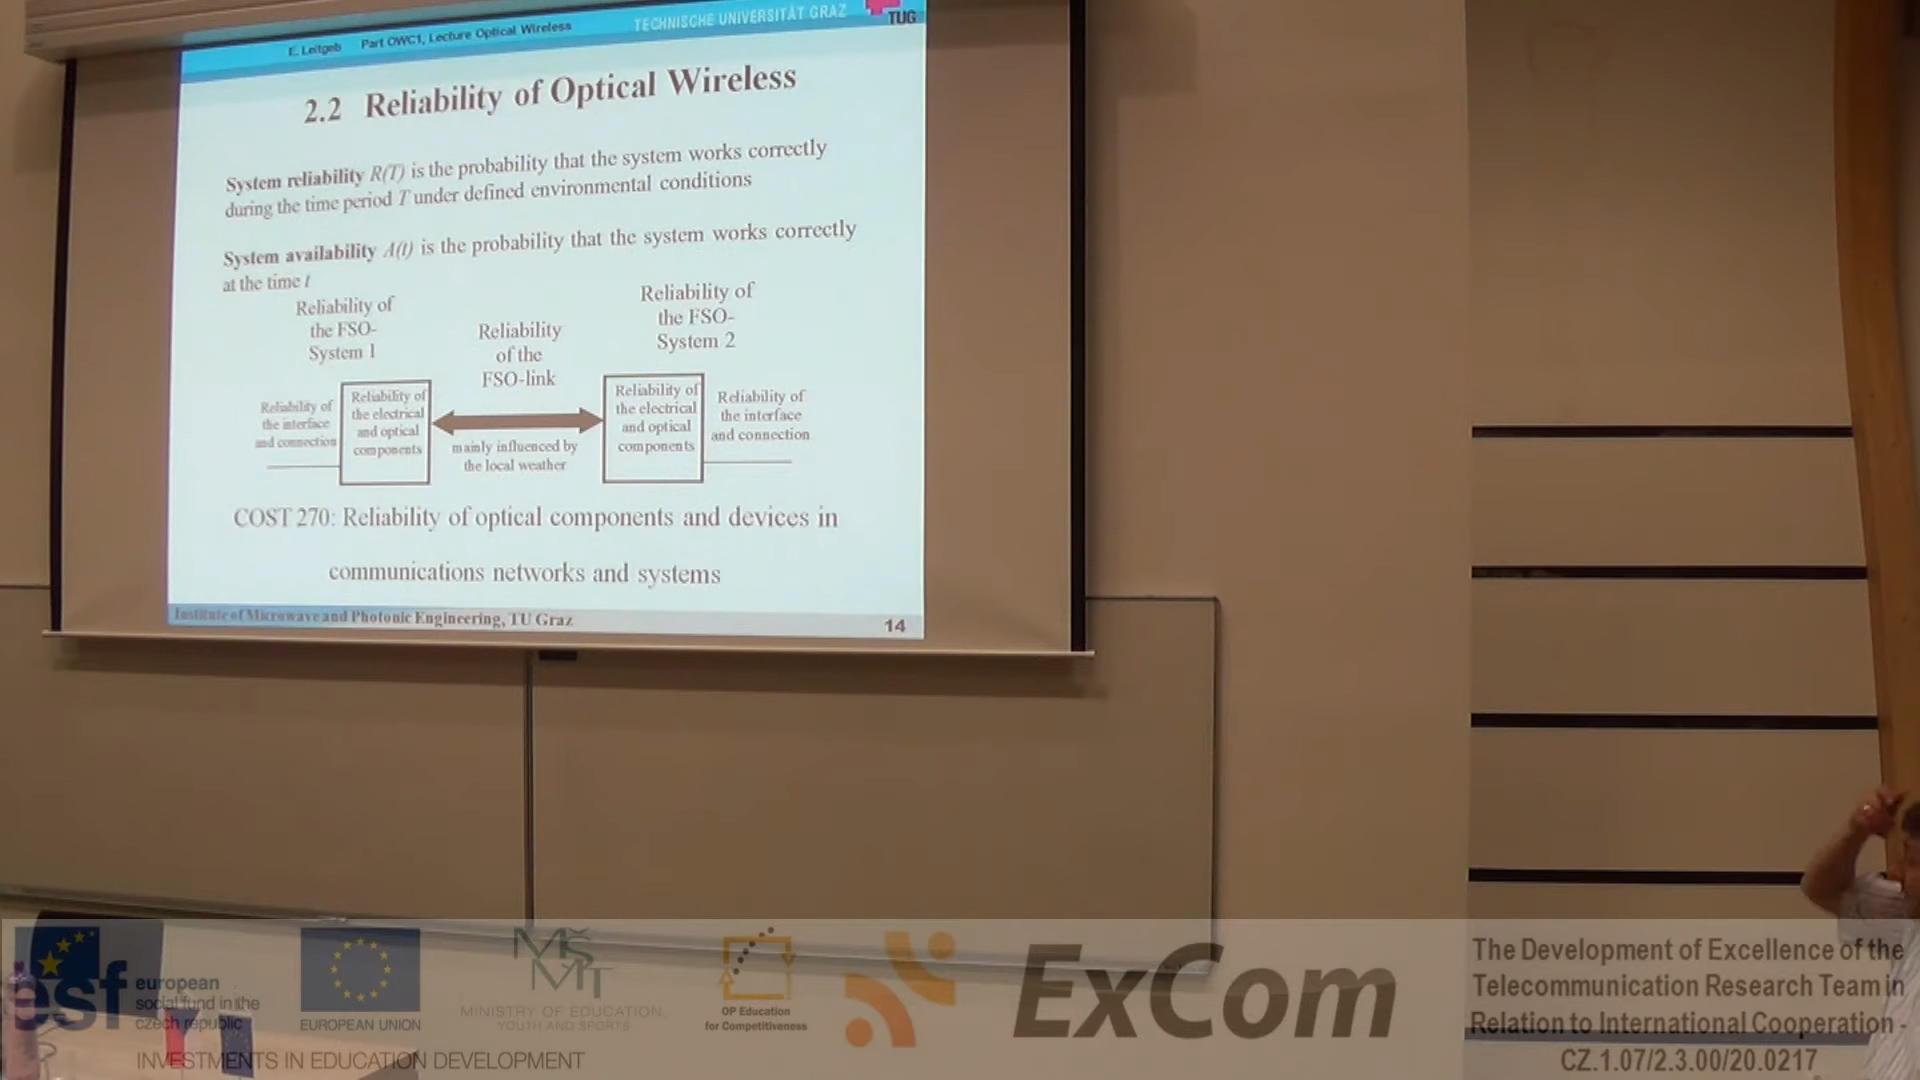 E. Leitgeb Part OWC1, Lecture Optical Wireless TECHNISCHE UNIVERSITÄT GRAZ TUG
2.2 Reliability of Optical Wireless
System reliability R(T) is the probability that the system works correctly
during the time period T under defined environmental conditions
System availability A(t) is the probability that the system works correctly
at the time t
Reliability of
the FSO-
System 1
Reliability
of the
FSO-link
Reliability of
the FSO-
System 2
Reliability of
the interface
and connection
Reliability of
the electrical
and optical
components
mainly influenced by
the local weather
Reliability of
the electrical
and optical
components
Reliability of
the interface
and connection
COST 270: Reliability of optical components and devices in
communications networks and systems
Institute of Microwave and Photonic Engineering, TU Graz 14
esf
european
social fund in the
czech republic
EUROPEAN UNION
MŠ
MT
MINISTRY OF EDUCATION,
YOUTH AND SPORTS
OP Education
for Competitiveness
INVESTMENTS IN EDUCATION DEVELOPMENT
ExCom
The Development of Excellence of the
Telecommunication Research Team in
Relation to International Cooperation -
CZ.1.07/2.3.00/20.0217